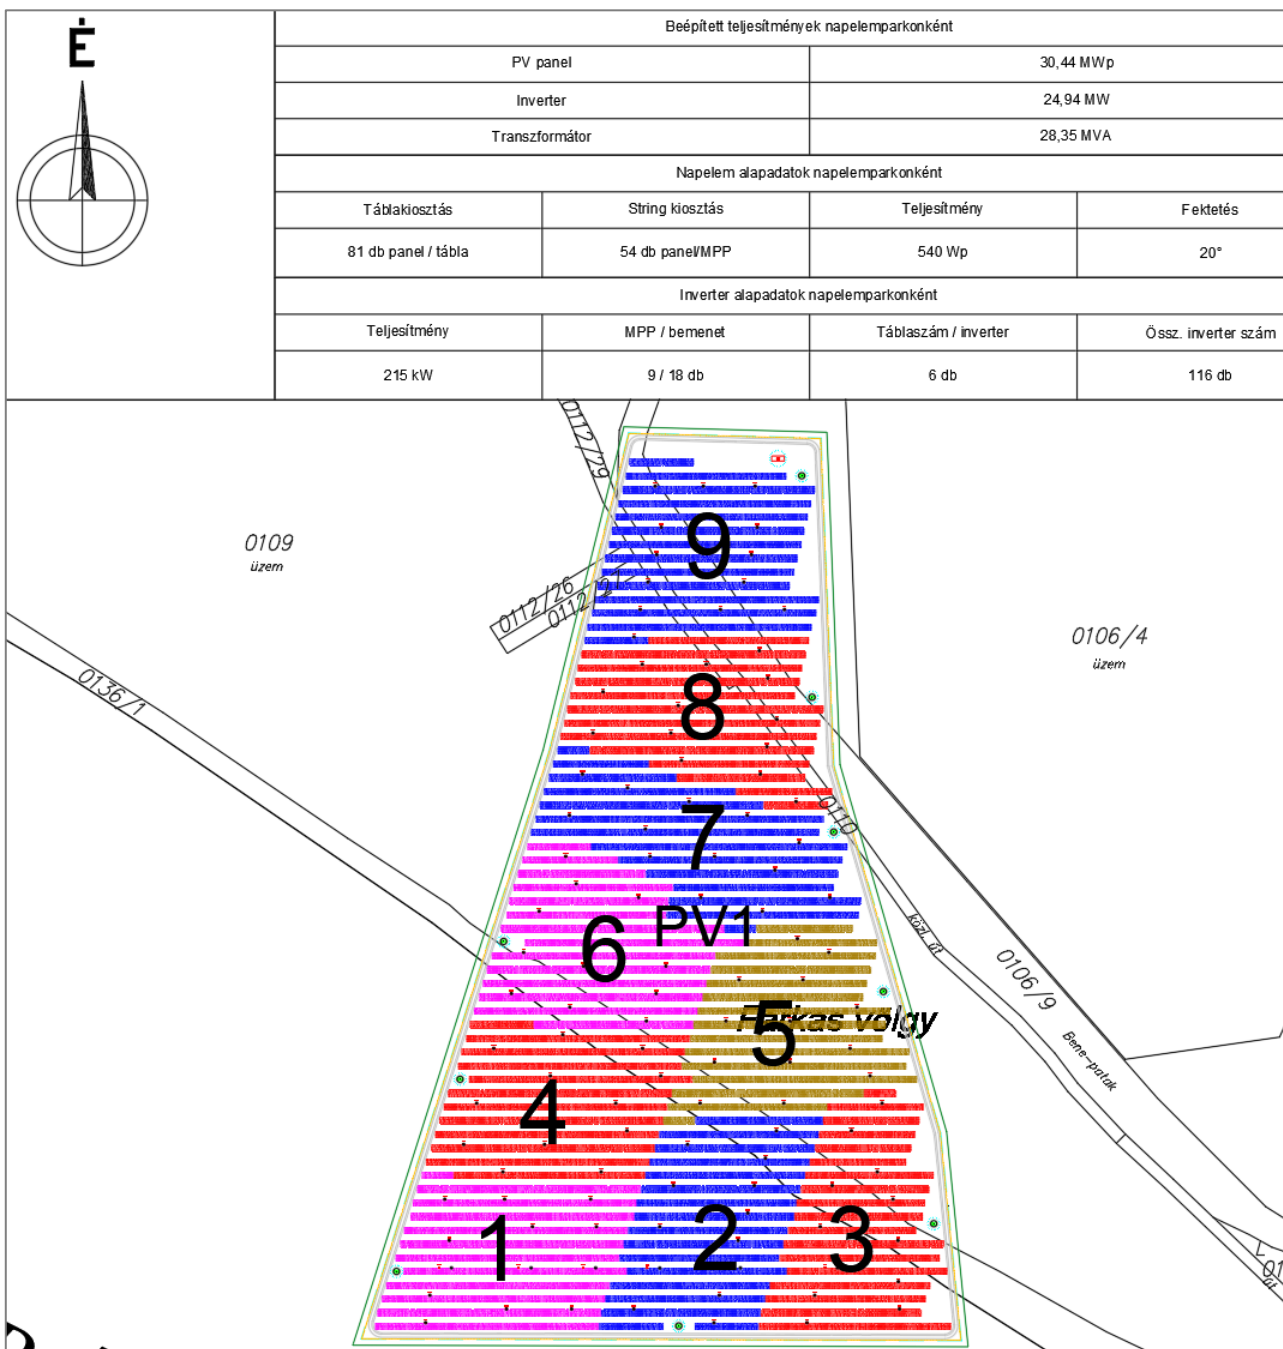 É
Beépített teljesítmények napelemparkonként
PV panel 30,44 MWp
Inverter 24,94 MW
Transzformátor 28,35 MVA
Napelem alapadatok napelemparkonként
Táblakiosztás String kiosztás Teljesítmény Fektetés
81 db panel / tábla 54 db panel/MPP 540 Wp 20°
Inverter alapadatok napelemparkonként
Teljesítmény MPP / bemenet Táblaszám / inverter Össz. inverter szám
215 kW 9 / 18 db 6 db 116 db
0112/29
0109
üzem
9
0112/26
0112/27
0106/4
üzem
0136/1
8
0110
7
PV1
6
közl. út
0106/9
Farkas völgy
5
Bene-patak
4
1
2
3